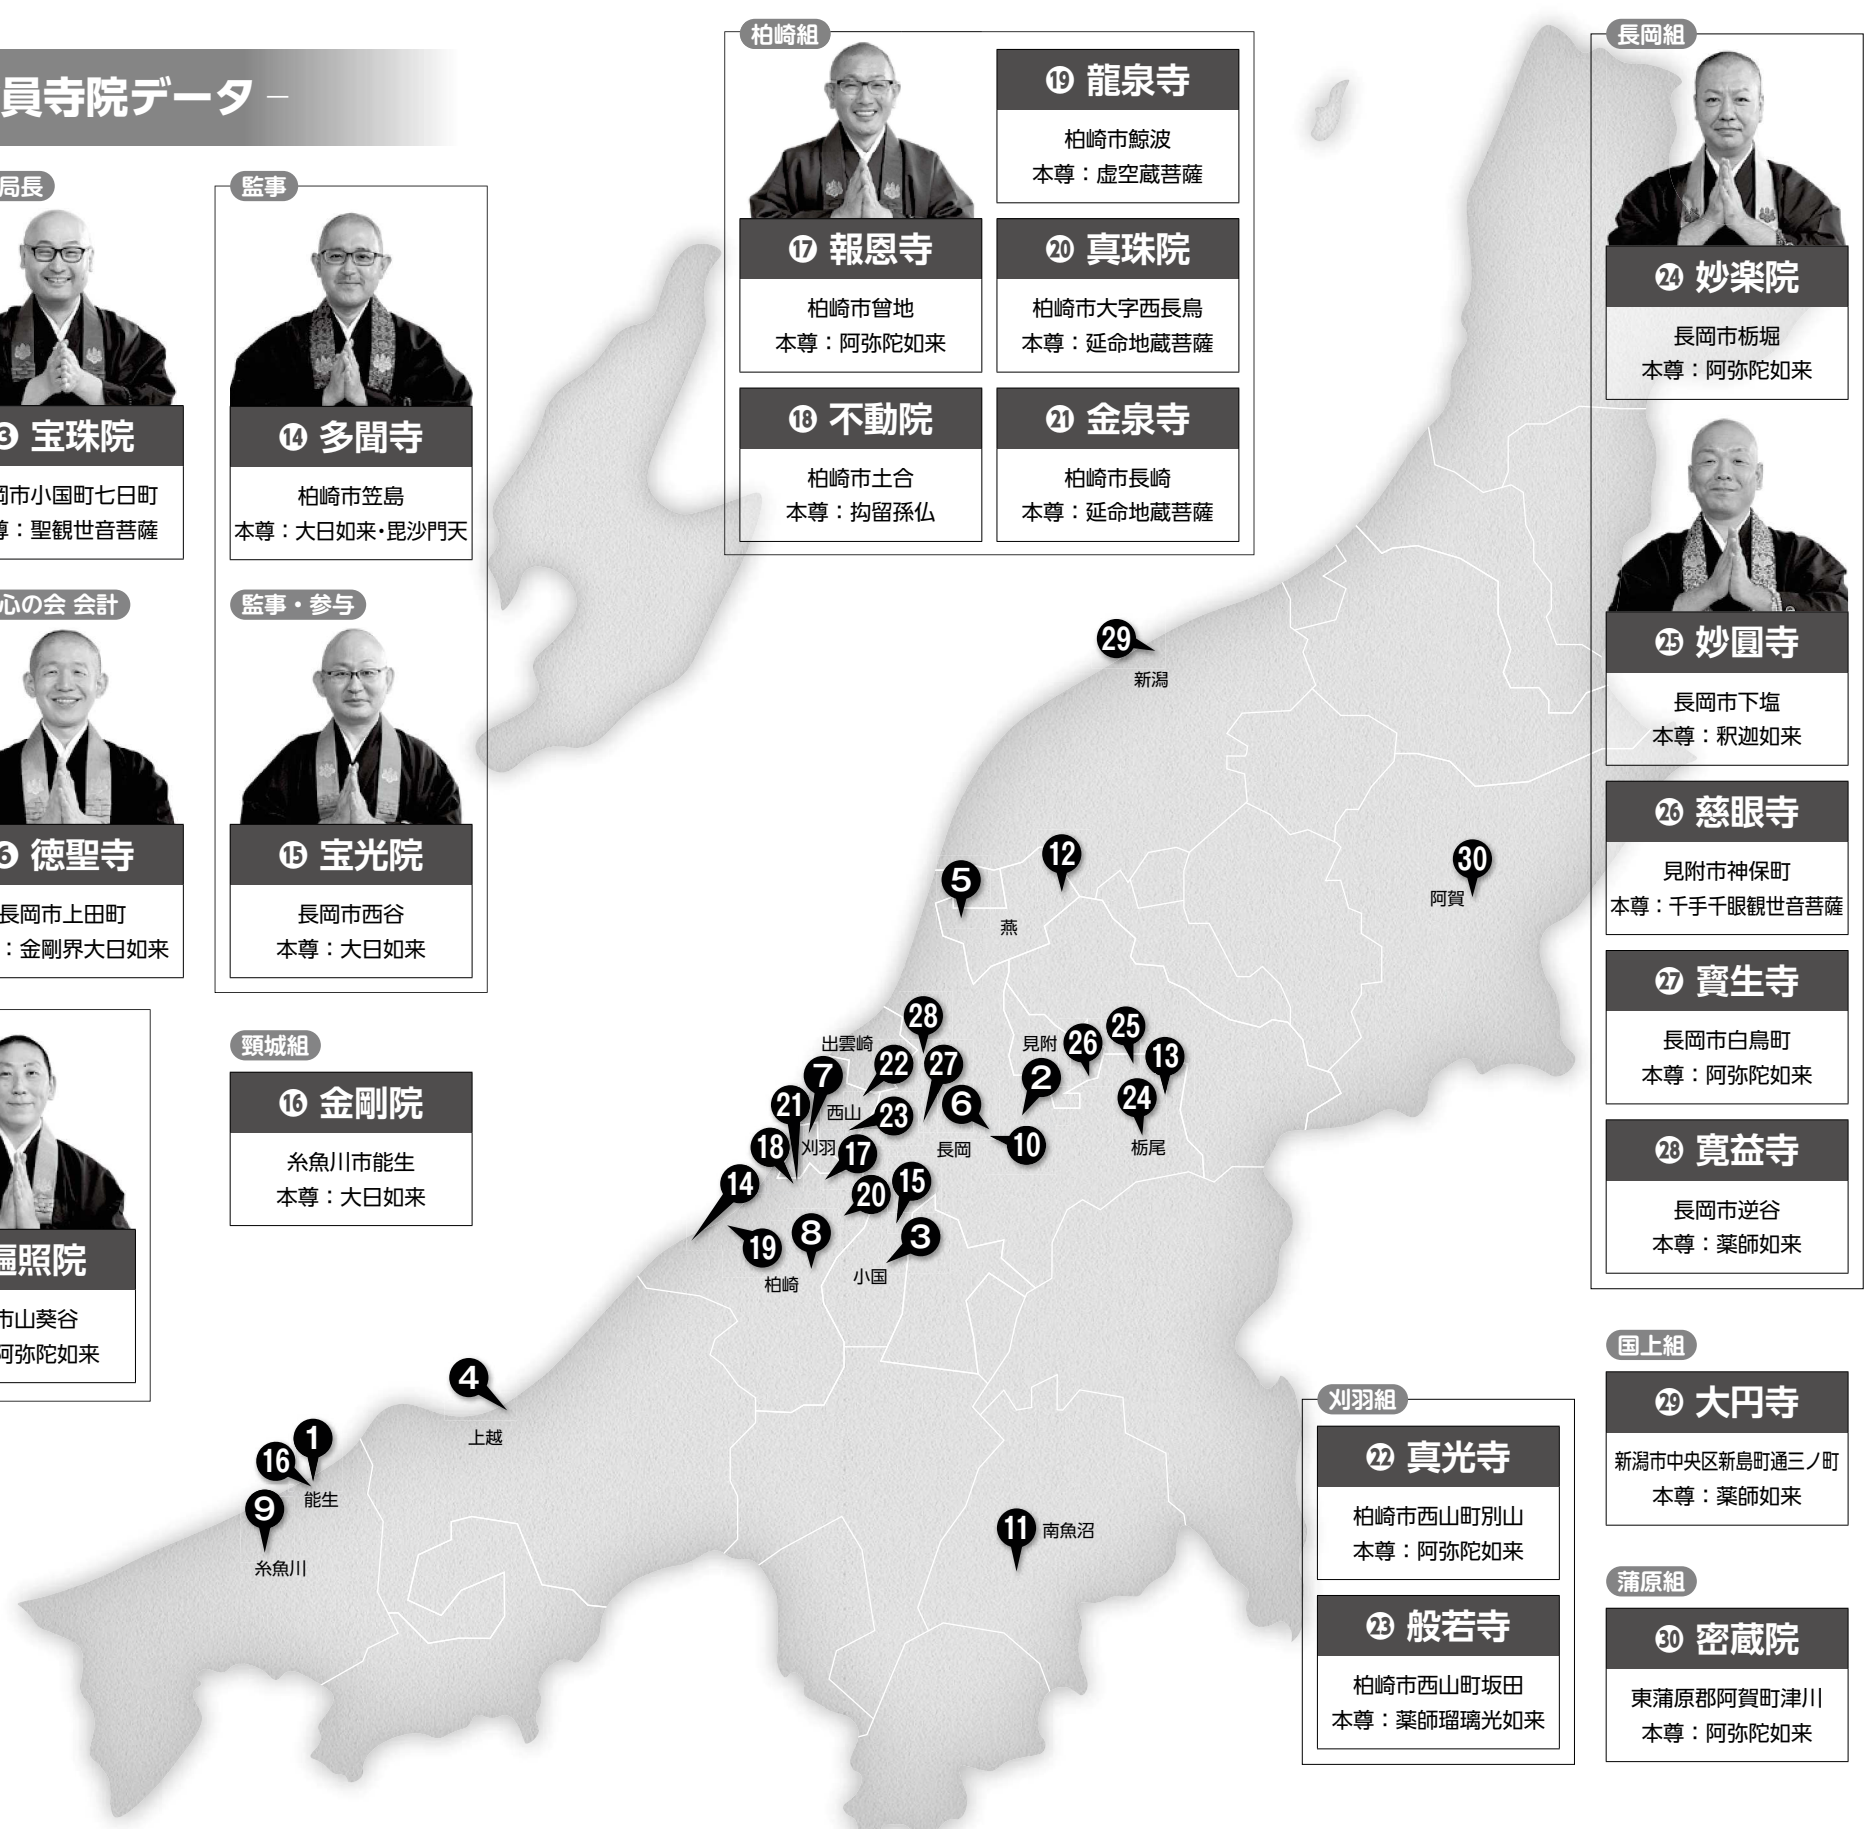 員寺院データ –
局長
3 宝珠院
岡市小国町七日町
尊：聖観世音菩薩
心の会 会計
6 徳聖寺
長岡市上田町
：金剛界大日如来
遍照院
市山葵谷
阿弥陀如来
監事
14 多聞寺
柏崎市笠島
本尊：大日如来・毘沙門天
監事・参与
15 宝光院
長岡市西谷
本尊：大日如来
頸城組
16 金剛院
糸魚川市能生
本尊：大日如来
柏崎組
17 報恩寺
柏崎市曾地
本尊：阿弥陀如来
18 不動院
柏崎市土合
本尊：拘留孫仏
19 龍泉寺
柏崎市鯨波
本尊：虚空蔵菩薩
20 真珠院
柏崎市大字西長鳥
本尊：延命地蔵菩薩
21 金泉寺
柏崎市長崎
本尊：延命地蔵菩薩
長岡組
24 妙楽院
長岡市栃堀
本尊：阿弥陀如来
25 妙圓寺
長岡市下塩
本尊：釈迦如来
26 慈眼寺
見附市神保町
本尊：千手千眼観世音菩薩
27 寳生寺
長岡市白鳥町
本尊：阿弥陀如来
28 寛益寺
長岡市逆谷
本尊：薬師如来
刈羽組
22 真光寺
柏崎市西山町別山
本尊：阿弥陀如来
23 般若寺
柏崎市西山町坂田
本尊：薬師瑠璃光如来
国上組
29 大円寺
新潟市中央区新島町通三ノ町
本尊：薬師如来
蒲原組
30 密蔵院
東蒲原郡阿賀町津川
本尊：阿弥陀如来
29
新潟
12
5
燕
30
阿賀
28
出雲崎
22
27
見附
26
25
13
7
2
21
西山
23
6
24
18
刈羽
17
長岡
10
栃尾
14
20
15
19
8
3
柏崎
小国
4
上越
1
16
能生
9
糸魚川
11
南魚沼